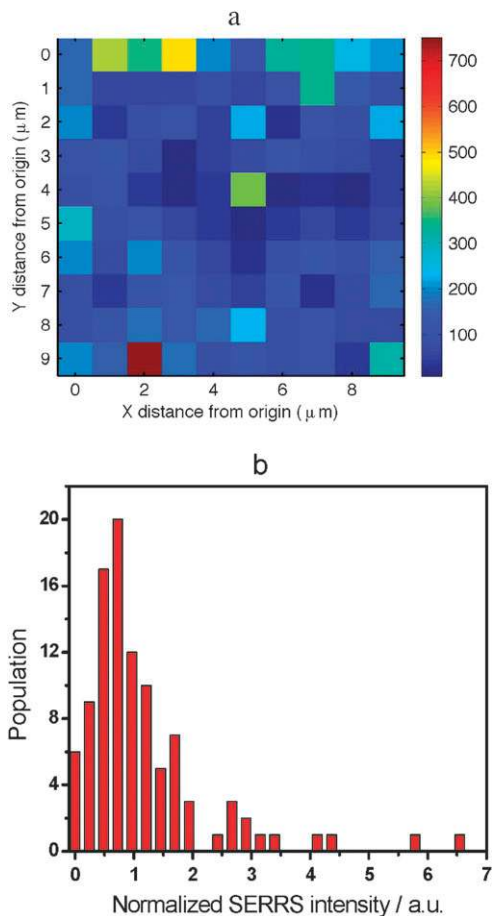 a
0
1
2
3
4
5
6
7
8
9
Y distance from origin ( μm)
0 2 4 6 8
X distance from origin ( μm)
700
600
500
400
300
200
100
b
20
16
12
8
4
0
Population
0 1 2 3 4 5 6 7
Normalized SERRS intensity / a.u.